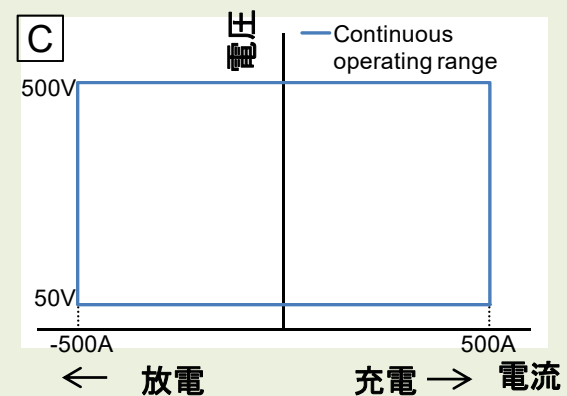 C
電圧
Continuous
operating range
500V
50V
-500A
500A
← 放電
充電 → 電流